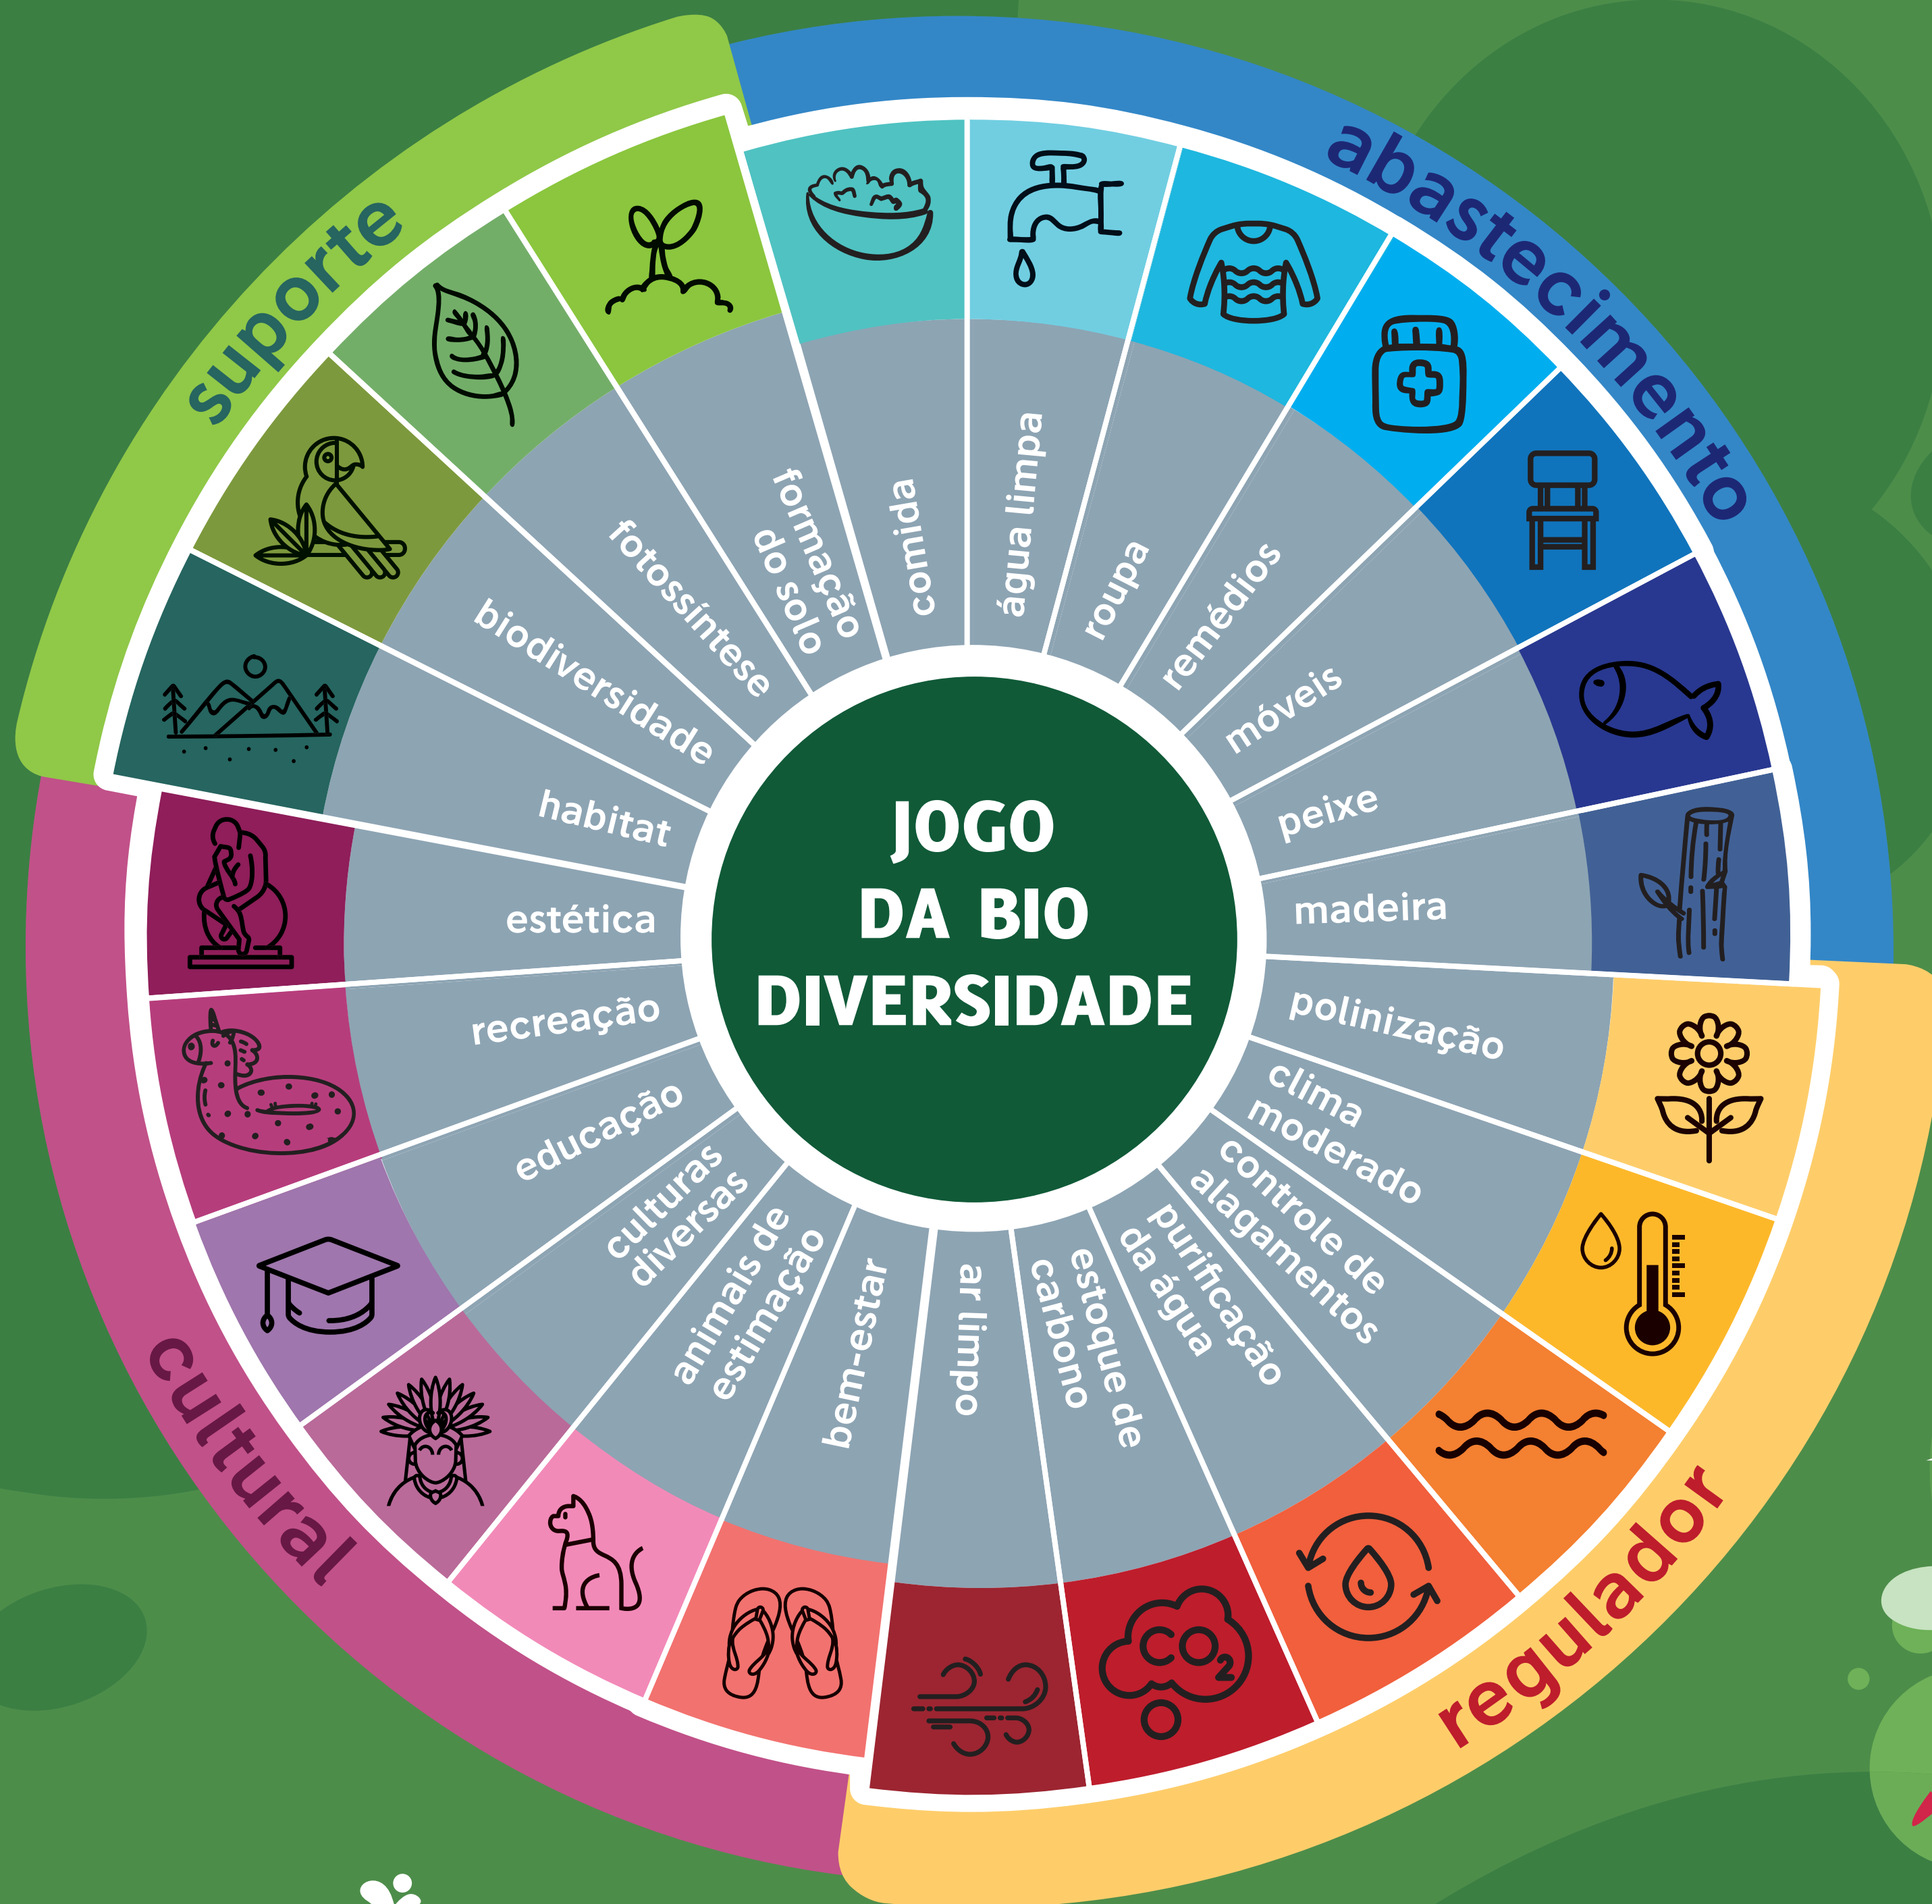 JOGO
DA BIO
DIVERSIDADE
suporte
habitat
biodiversidade
fotossíntese
formação
do solo
abastecimento
comida
água limpa
roupa
remédios
móveis
peixe
madeira
regulador
polinização
clima
moderado
controle de
alagamentos
purificação
da água
estoque de
carbono
CO2
ar limpo
cultural
bem-estar
animais de
estimação
culturas
diversas
educação
recreação
estética